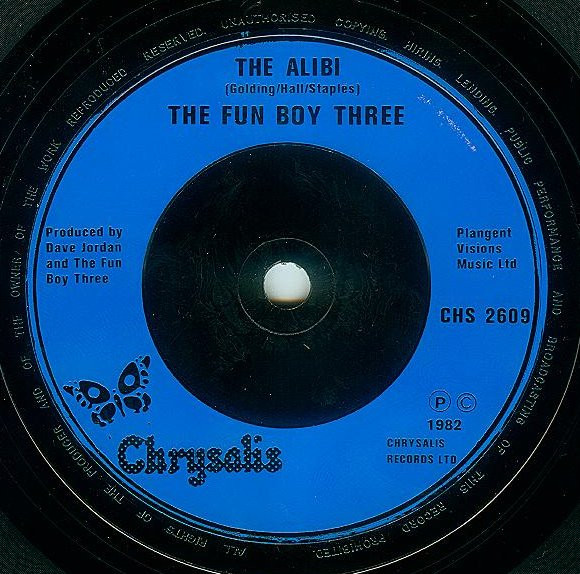 THE ALIBI
(Golding/Hall/Staples)
THE FUN BOY THREE
Produced by
Dave Jordan
and The Fun
Boy Three
Plangent
Visions
Music Ltd
CHS 2609
P C
1982
CHRYSALIS
RECORDS LTD
Chrysalis
ALL RIGHTS OF THE PRODUCER AND OF THE OWNER OF THE WORK REPRODUCED RESERVED. UNAUTHORISED COPYING, HIRING, LENDING, PUBLIC PERFORMANCE AND BROADCASTING OF THIS RECORD PROHIBITED.